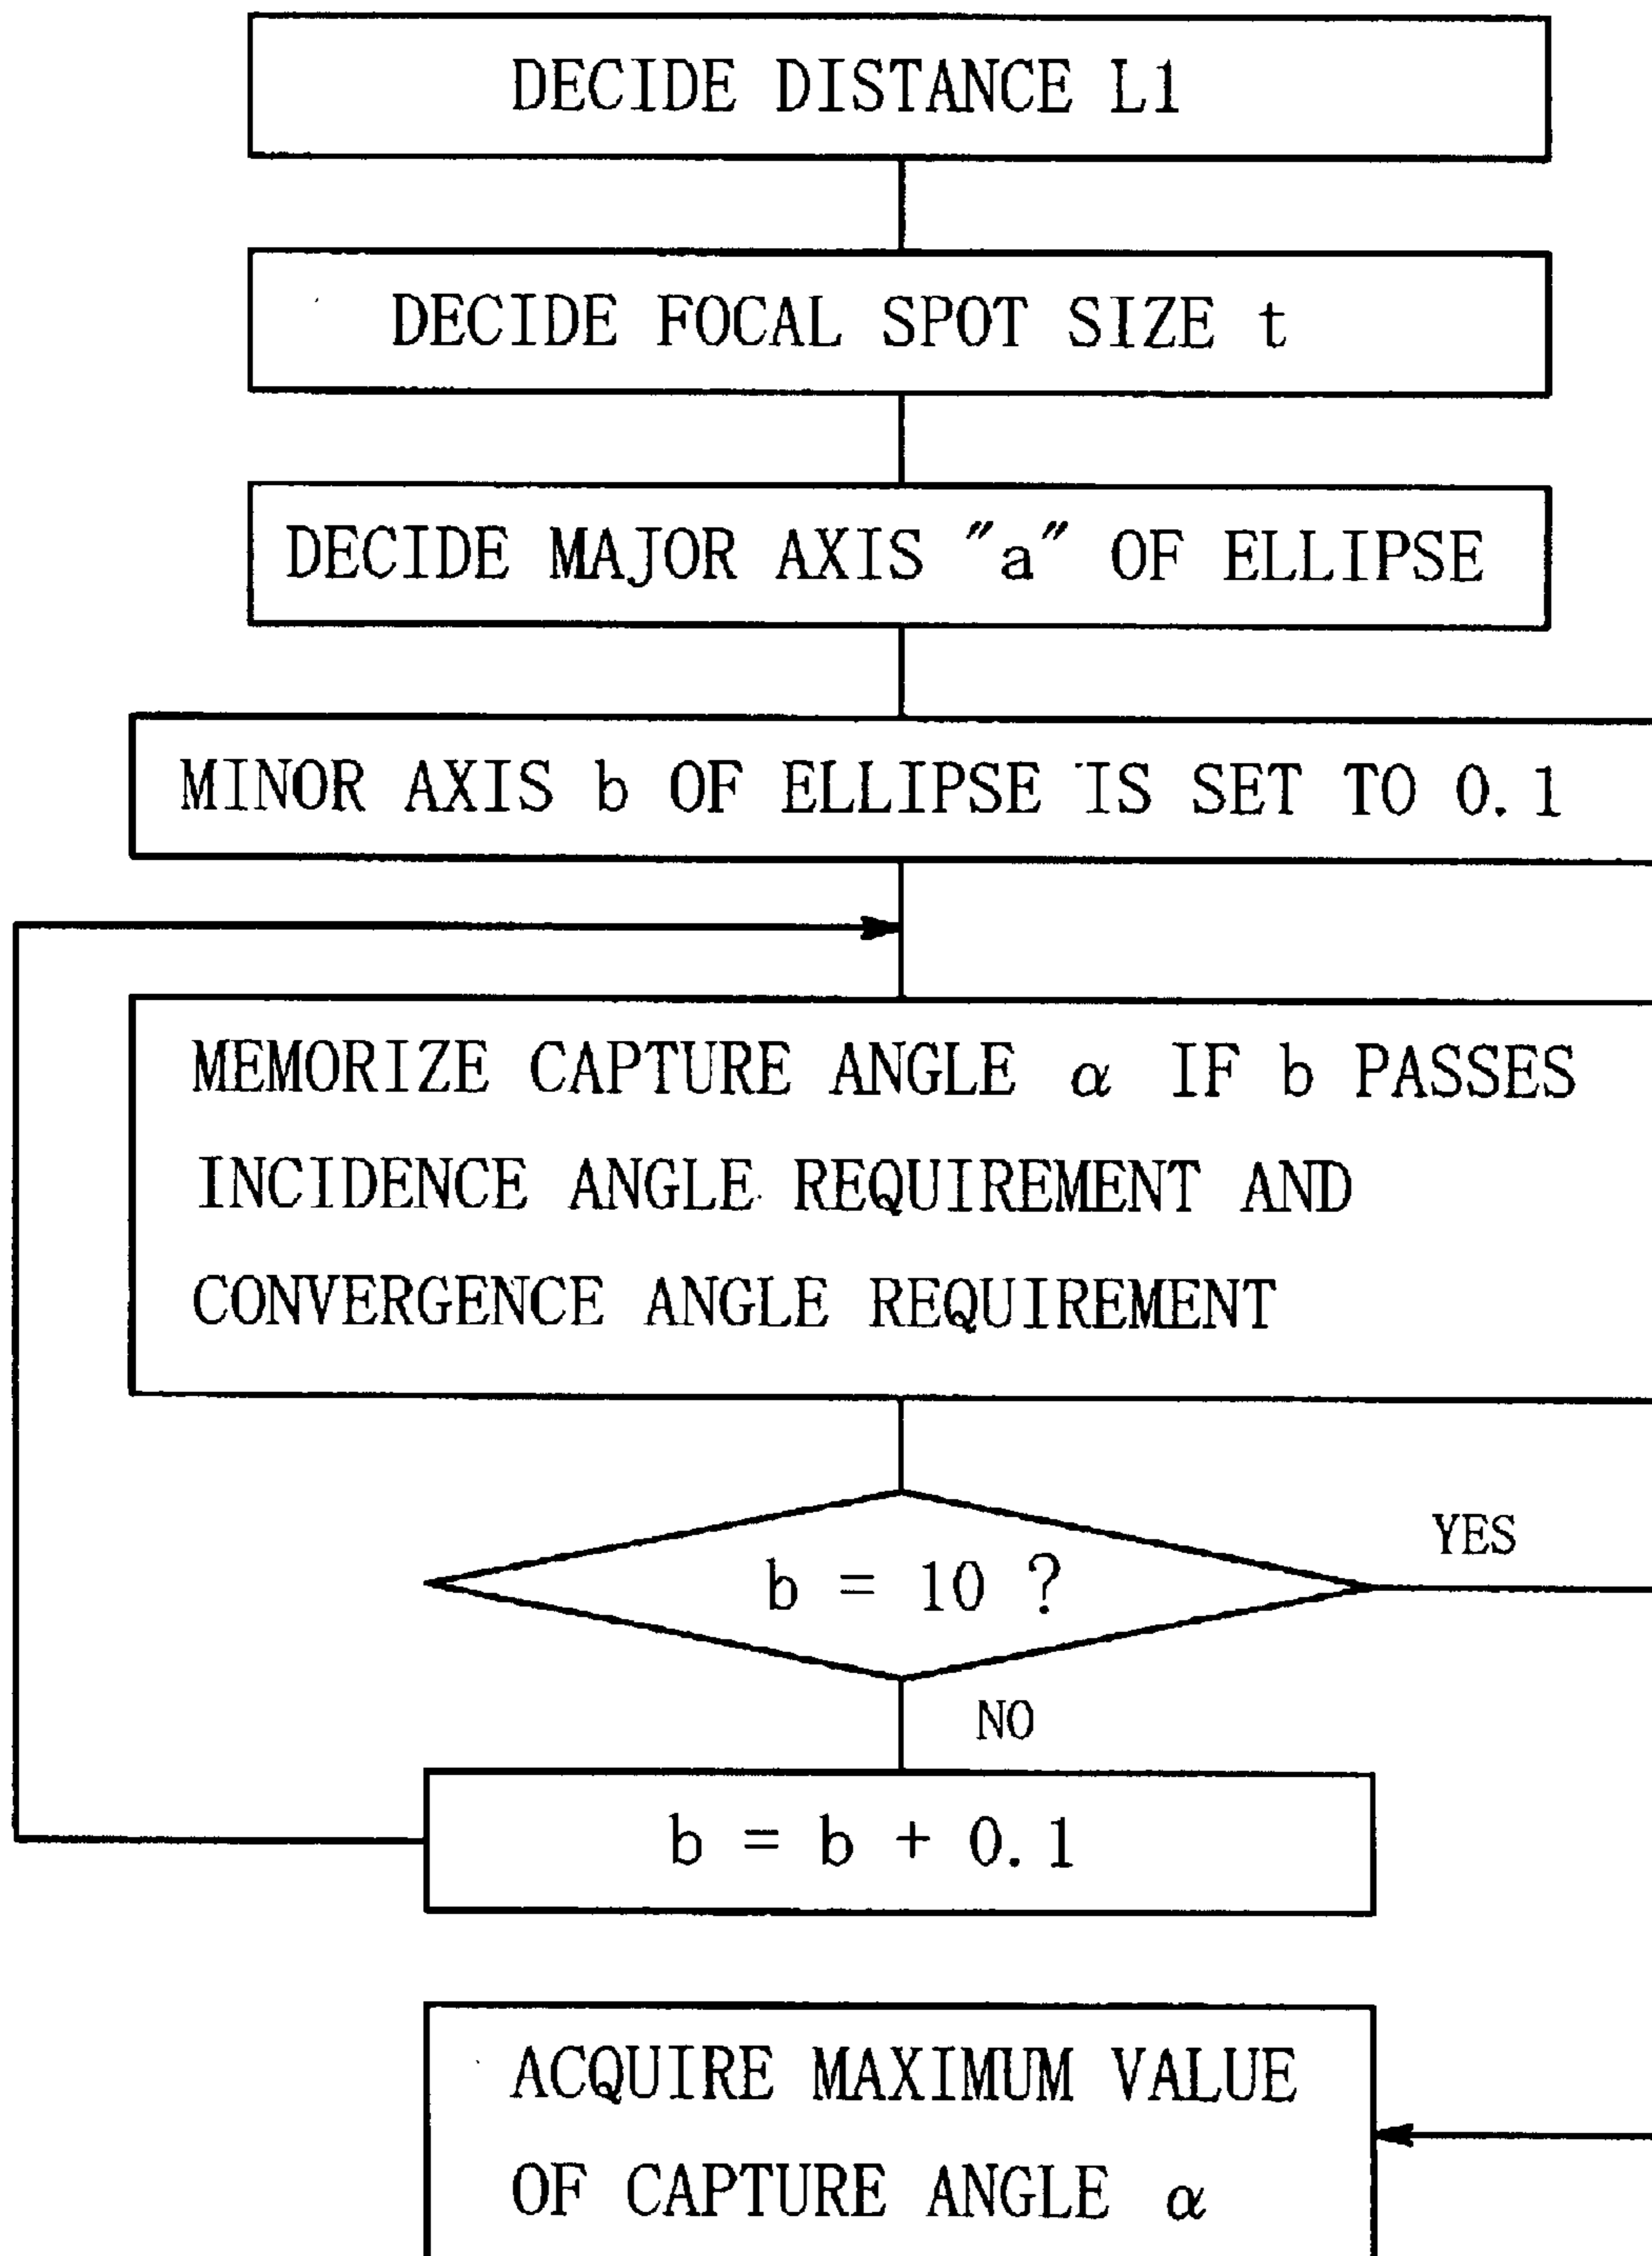 DECIDE DISTANCE L1
DECIDE FOCAL SPOT SIZE t
DECIDE MAJOR AXIS "a" OF ELLIPSE
MINOR AXIS b OF ELLIPSE IS SET TO 0.1
MEMORIZE CAPTURE ANGLE α IF b PASSES
INCIDENCE ANGLE REQUIREMENT AND
CONVERGENCE ANGLE REQUIREMENT
b = 10 ?
YES
NO
b = b + 0.1
ACQUIRE MAXIMUM VALUE
OF CAPTURE ANGLE α